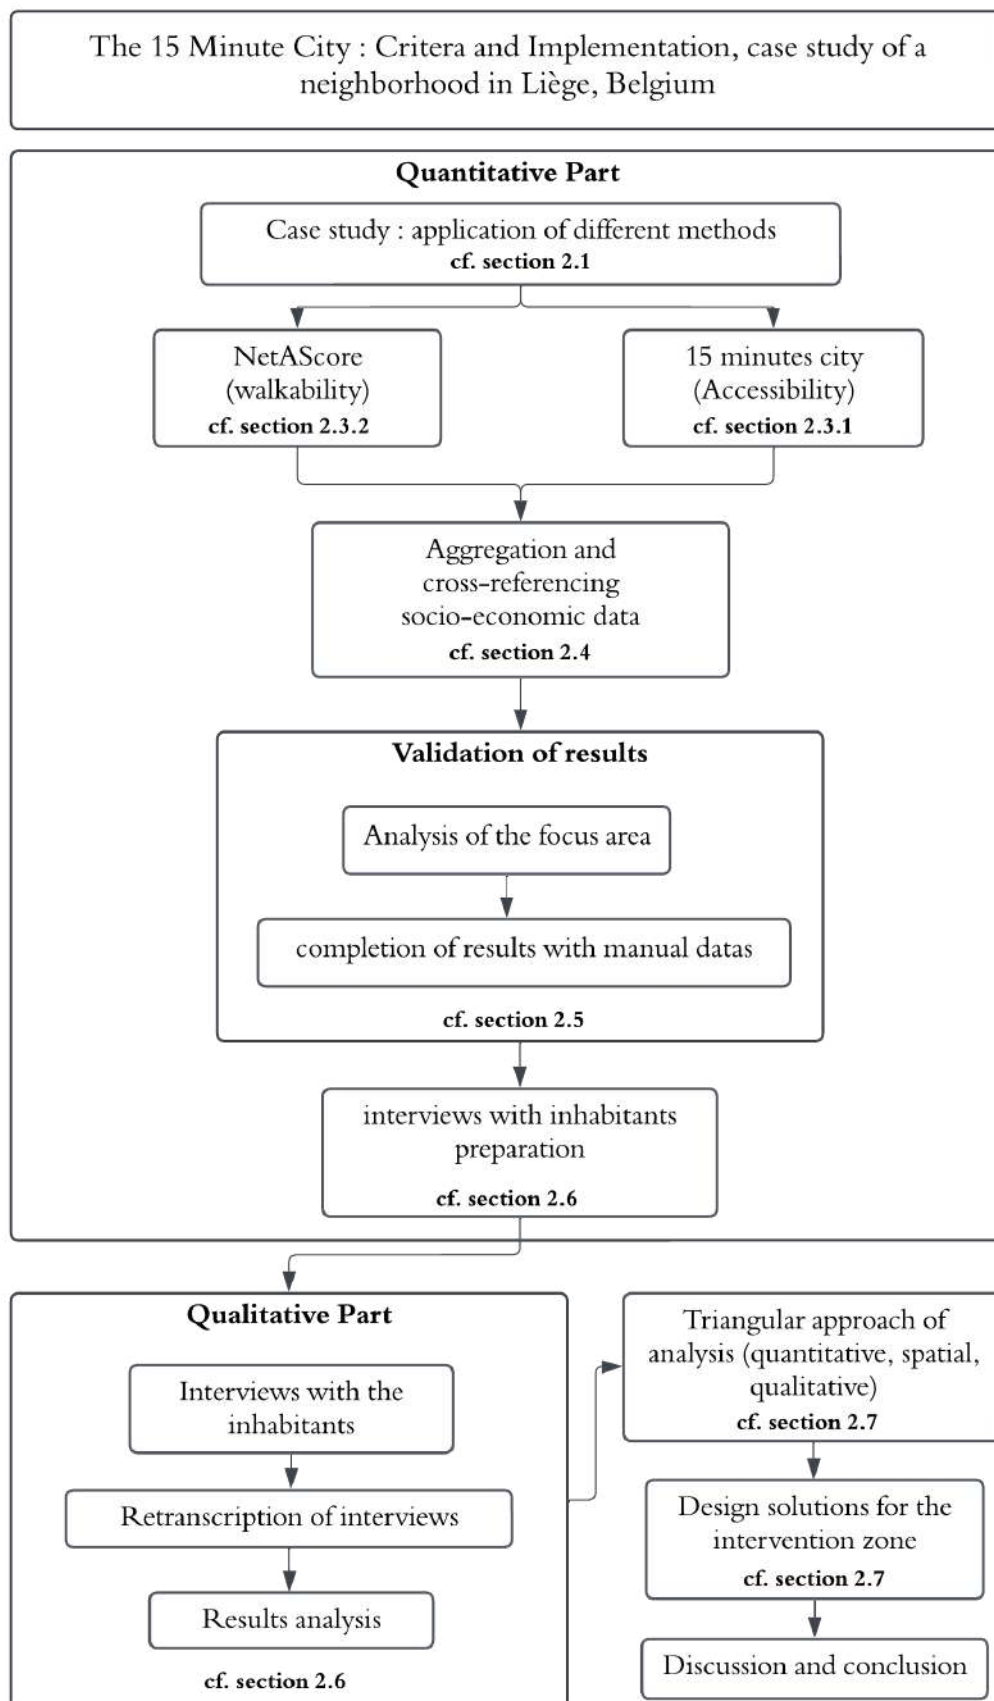 The 15 Minute City : Critera and Implementation, case study of a
neighborhood in Liège, Belgium
Quantitative Part
Case study : application of different methods
cf. section 2.1
NetAScore
(walkability)
cf. section 2.3.2
15 minutes city
(Accessibility)
cf. section 2.3.1
Aggregation and
cross-referencing
socio-economic data
cf. section 2.4
Validation of results
Analysis of the focus area
completion of results with manual datas
cf. section 2.5
interviews with inhabitants
preparation
cf. section 2.6
Qualitative Part
Interviews with the
inhabitants
Retranscription of interviews
Results analysis
cf. section 2.6
Triangular approach of
analysis (quantitative, spatial,
qualitative)
cf. section 2.7
Design solutions for the
intervention zone
cf. section 2.7
Discussion and conclusion